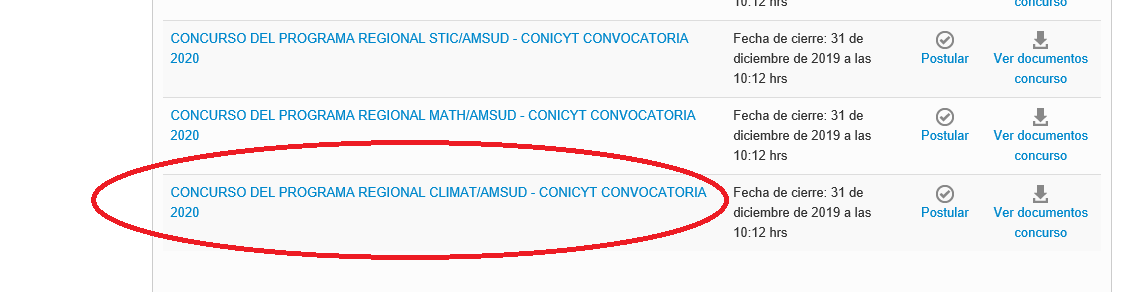 10:12 hrs
concurso
CONCURSO DEL PROGRAMA REGIONAL STIC/AMSUD - CONICYT CONVOCATORIA
2020
Fecha de cierre: 31 de
diciembre de 2019 a las
10:12 hrs
Postular
Ver documentos
concurso
CONCURSO DEL PROGRAMA REGIONAL MATH/AMSUD - CONICYT CONVOCATORIA
2020
Fecha de cierre: 31 de
diciembre de 2019 a las
10:12 hrs
Postular
Ver documentos
concurso
CONCURSO DEL PROGRAMA REGIONAL CLIMAT/AMSUD - CONICYT CONVOCATORIA
2020
Fecha de cierre: 31 de
diciembre de 2019 a las
10:12 hrs
Postular
Ver documentos
concurso